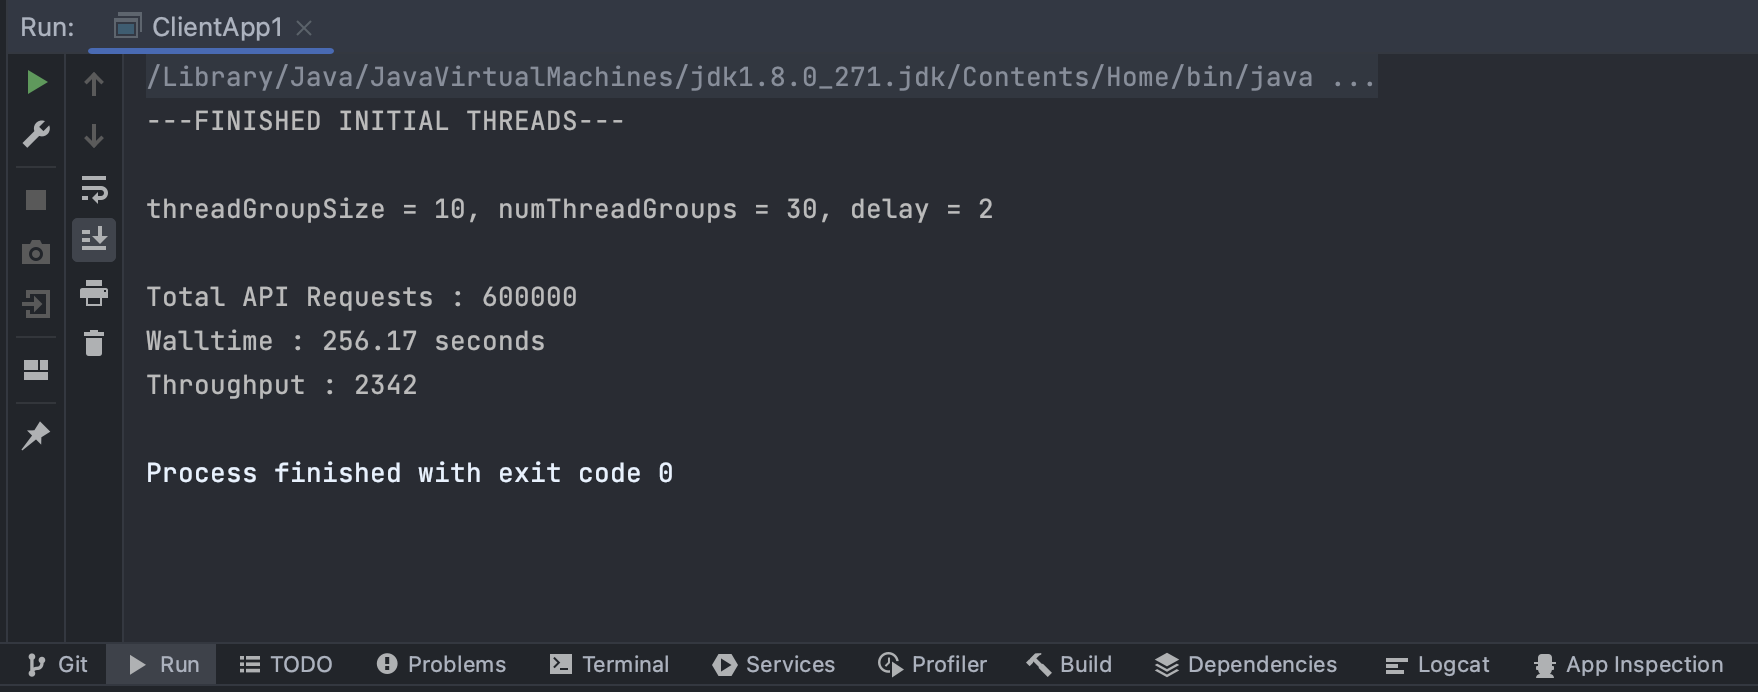 Run: ClientApp1
/Library/Java/JavaVirtualMachines/jdk1.8.0_271.jdk/Contents/Home/bin/java ...
---FINISHED INITIAL THREADS---
threadGroupSize = 10, numThreadGroups = 30, delay = 2
Total API Requests : 600000
Walltime : 256.17 seconds
Throughput : 2342
Process finished with exit code 0
Git Run TODO Problems Terminal Services Profiler Build Dependencies Logcat App Inspection